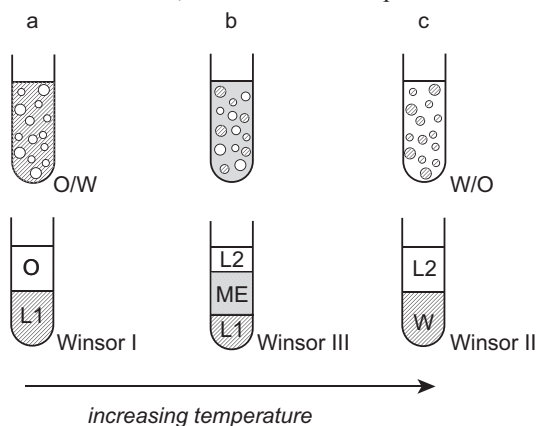 a b c
O/W W/O
O L2 L2
ME
L1 L1 W
Winsor I Winsor III Winsor II
increasing temperature